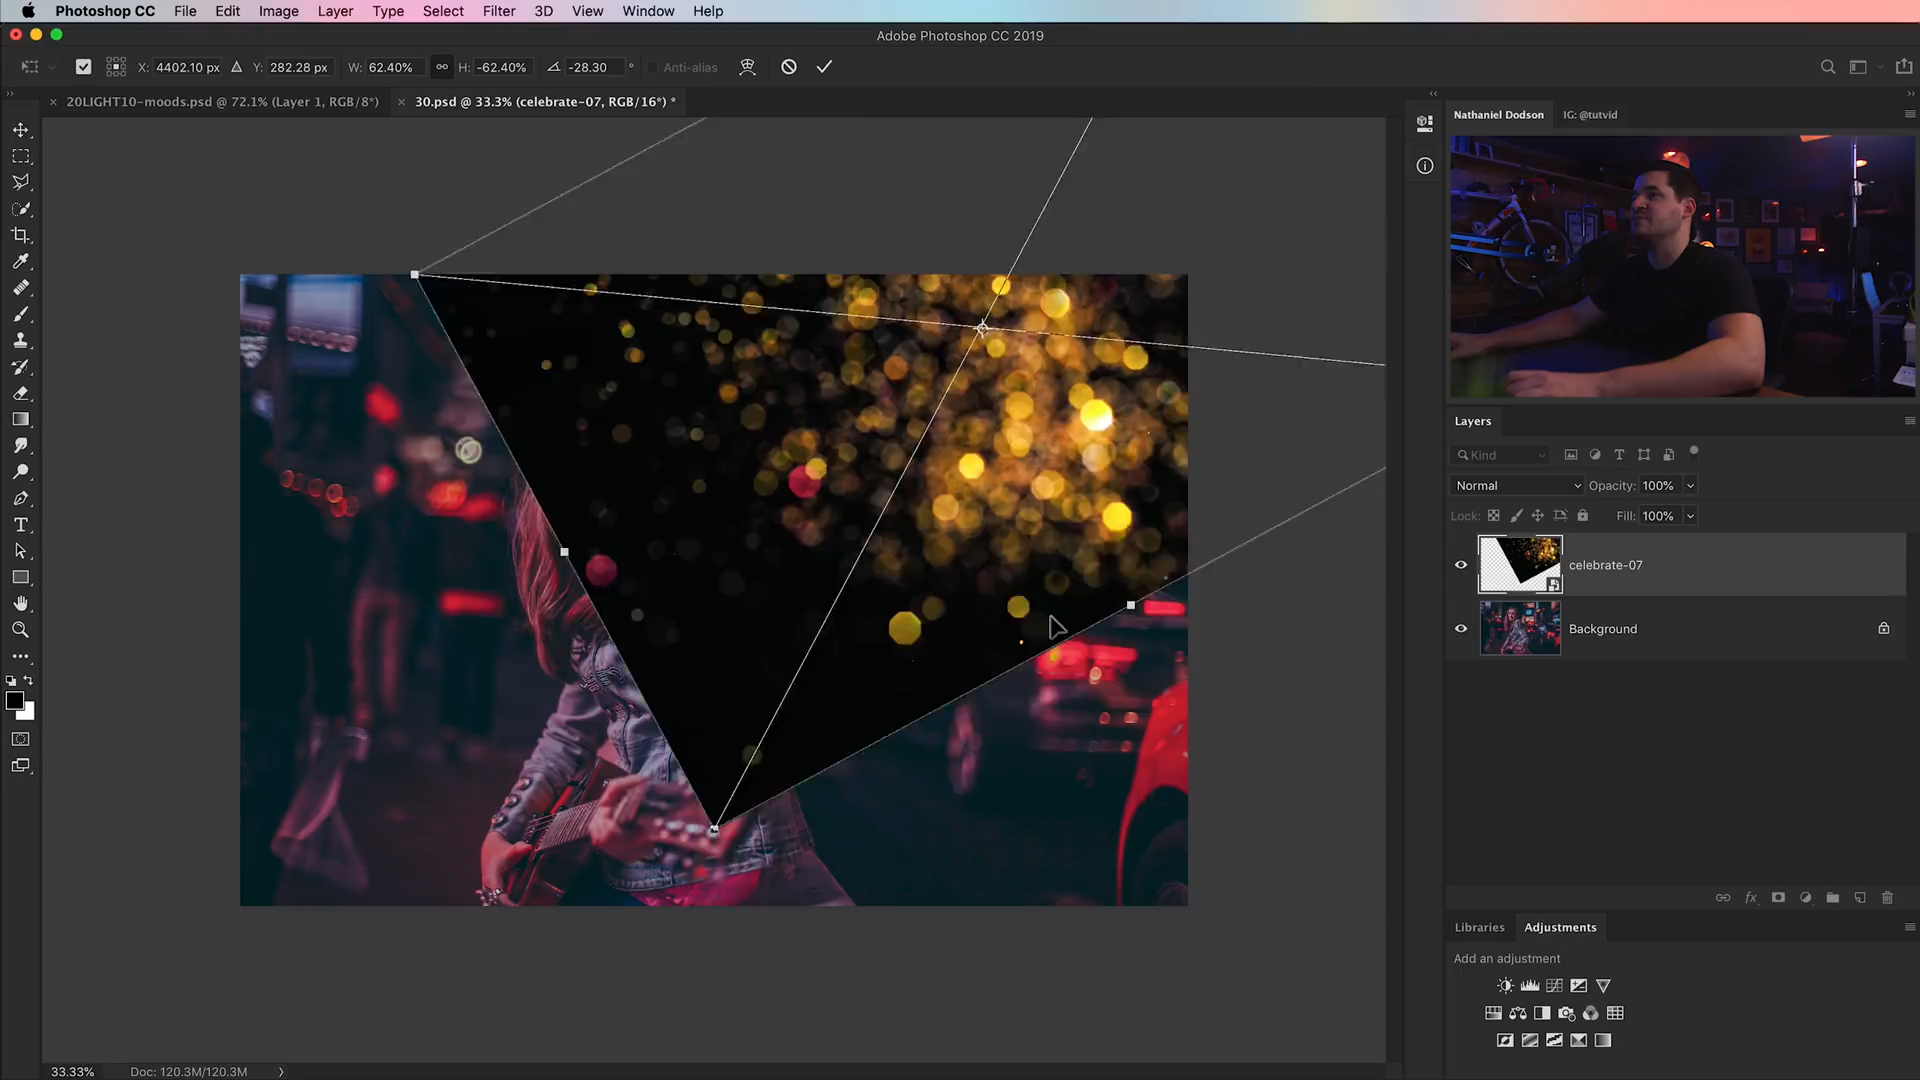 Photoshop CC File Edit Image Layer Type Select Filter 3D View Window Help
Adobe Photoshop CC 2019
X: 4402.10 px Y: 282.28 px W: 62.40% H: -62.40% -28.30 ° Anti-alias
20LIGHT10-moods.psd @ 72.1% (Layer 1, RGB/8*)
30.psd @ 33.3% (celebrate-07, RGB/16*) *
Nathaniel Dodson IG: @tutvid
Layers
Kind
Normal Opacity: 100%
Lock: Fill: 100%
celebrate-07
Background
Libraries Adjustments
Add an adjustment
33.33% Doc: 120.3M/120.3M